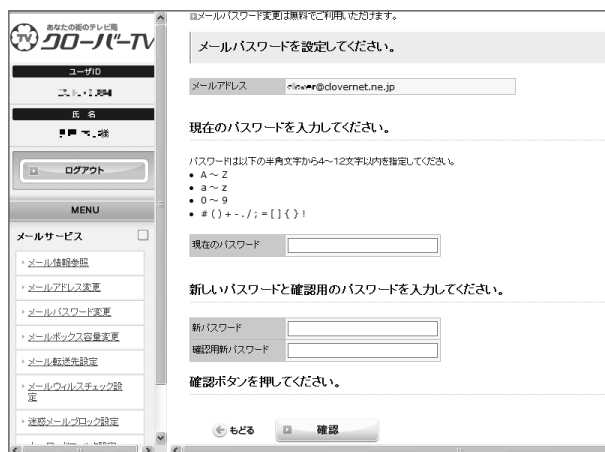 あなたの街のテレビ局
クローバーTV
ユーザID
氏 名
様
ログアウト
MENU
メールサービス
メール情報参照
メールアドレス変更
メールパスワード変更
メールボックス容量変更
メール転送先設定
メールウィルスチェック設
定
迷惑メールブロック設定
メールパスワード変更は無料でご利用いただけます。
メールパスワードを設定してください。
メールアドレス
@clovernet.ne.jp
現在のパスワードを入力してください。
パスワードは以下の半角文字から4～12文字以内を指定してください。
• A ～ Z
• a ～ z
• 0 ～ 9
• # ( ) + - . / ; = [ ] { } !
現在のパスワード
新しいパスワードと確認用のパスワードを入力してください。
新パスワード
確認用新パスワード
確認ボタンを押してください。
もどる
確認